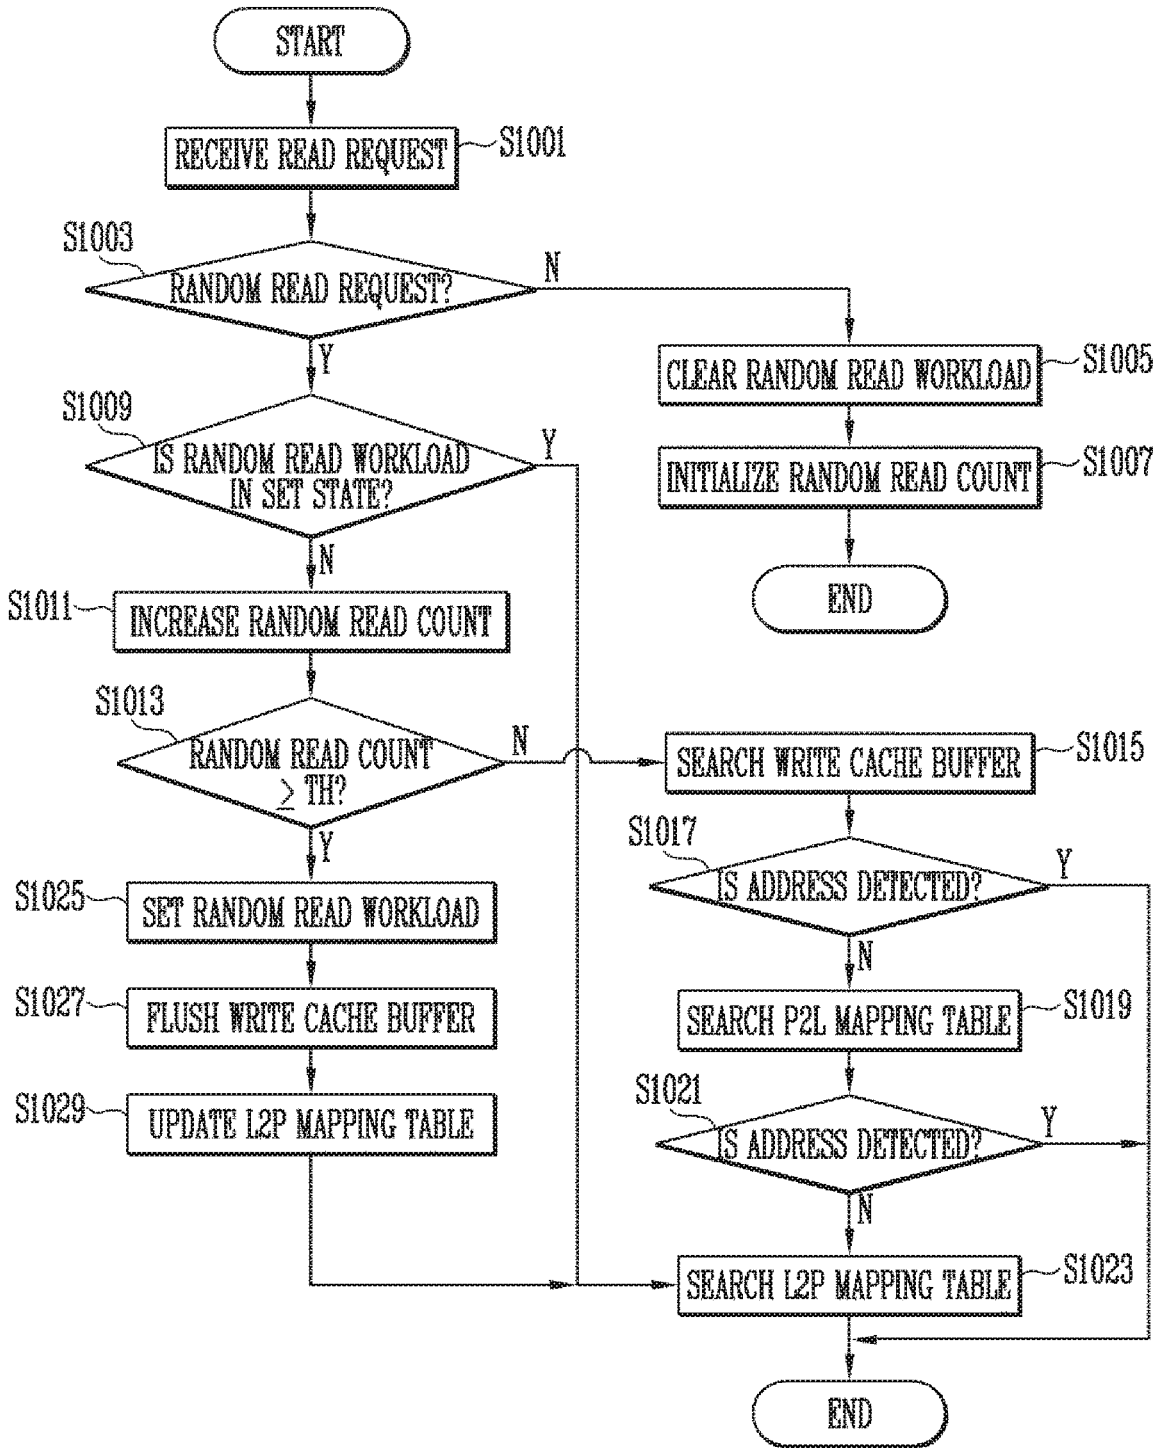 START
RECEIVE READ REQUEST
S1001
S1003
RANDOM READ REQUEST?
N
Y
CLEAR RANDOM READ WORKLOAD
S1005
S1009
IS RANDOM READ WORKLOAD
IN SET STATE?
Y
N
INITIALIZE RANDOM READ COUNT
S1007
END
S1011
INCREASE RANDOM READ COUNT
S1013
RANDOM READ COUNT
≥ TH?
N
Y
SEARCH WRITE CACHE BUFFER
S1015
S1017
IS ADDRESS DETECTED?
Y
N
S1025
SET RANDOM READ WORKLOAD
S1027
FLUSH WRITE CACHE BUFFER
SEARCH P2L MAPPING TABLE
S1019
S1029
UPDATE L2P MAPPING TABLE
S1021
IS ADDRESS DETECTED?
Y
N
SEARCH L2P MAPPING TABLE
S1023
END